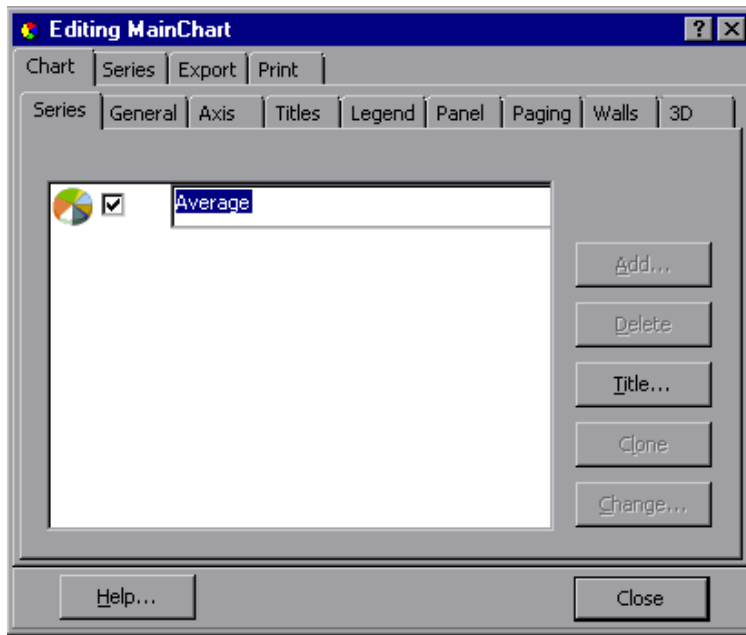 Editing MainChart
Chart Series Export Print
Series General Axis Titles Legend Panel Paging Walls 3D
Average
Add...
Delete
Title...
Clone
Change...
Help... Close